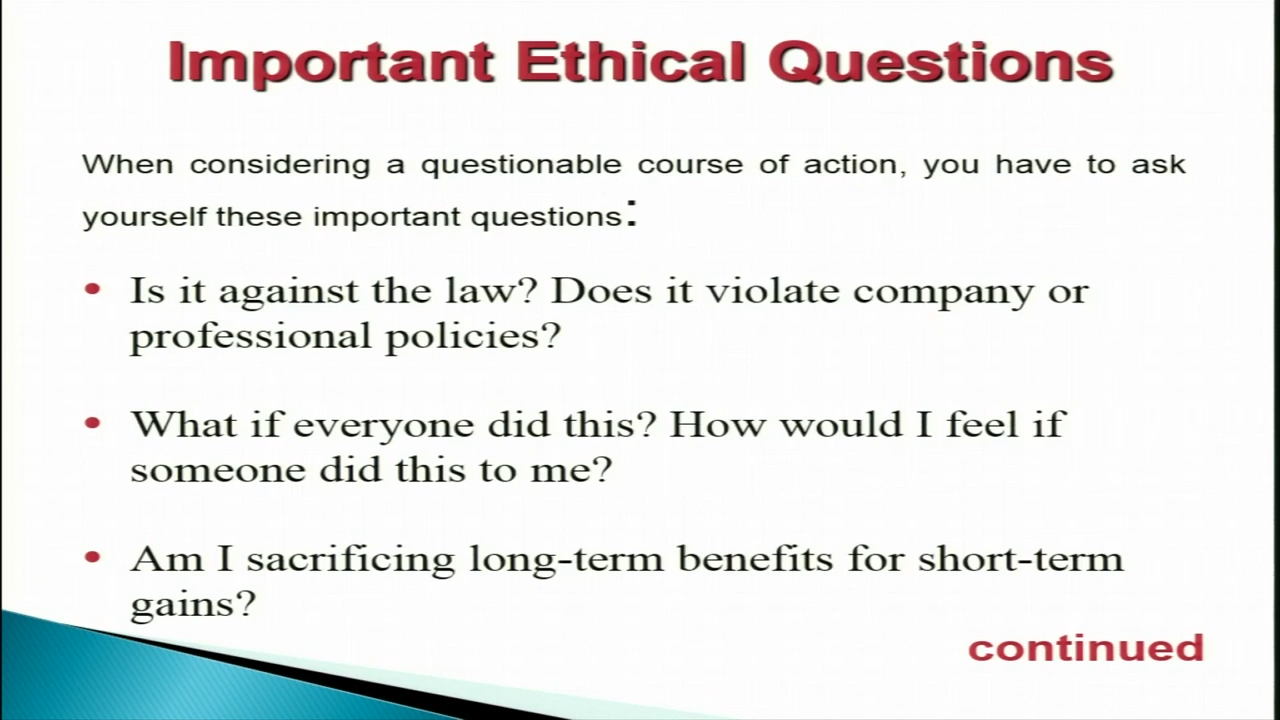 Important Ethical Questions
When considering a questionable course of action, you have to ask
yourself these important questions:
• Is it against the law? Does it violate company or
professional policies?
• What if everyone did this? How would I feel if
someone did this to me?
• Am I sacrificing long-term benefits for short-term
gains?
continued